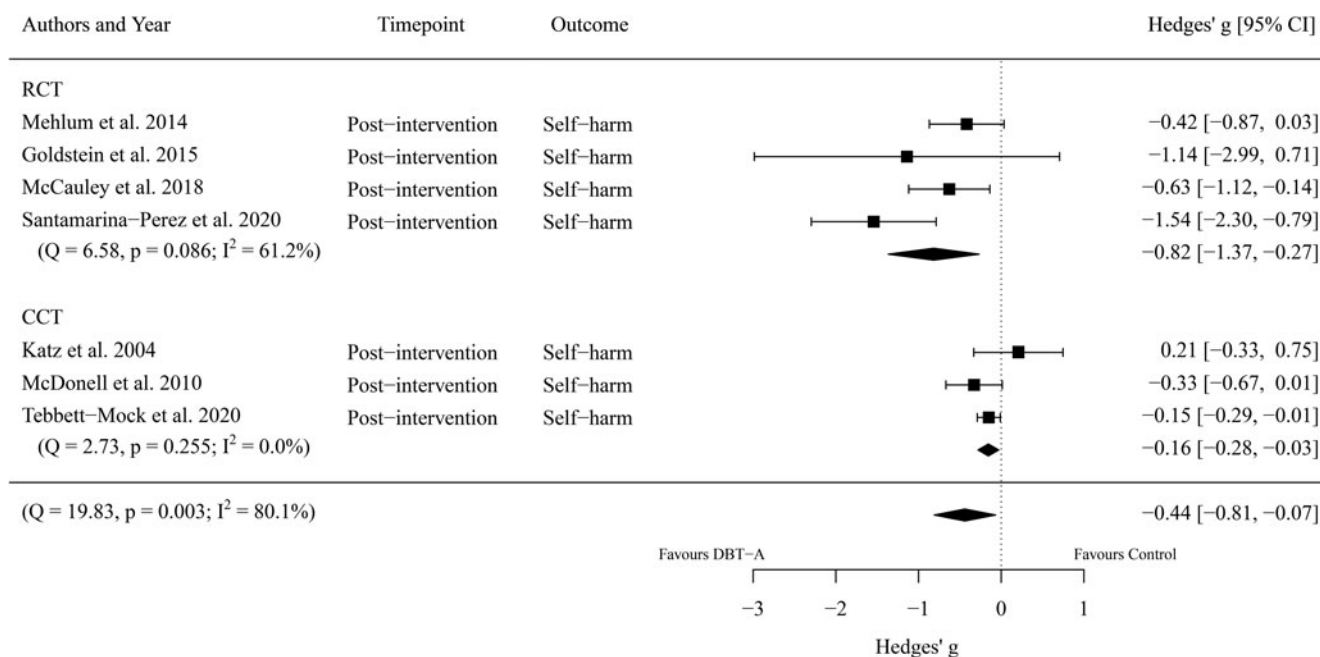 Authors and Year Timepoint Outcome Hedges' g [95% CI]
RCT
Mehlum et al. 2014 Post−intervention Self−harm −0.42 [−0.87, 0.03]
Goldstein et al. 2015 Post−intervention Self−harm −1.14 [−2.99, 0.71]
McCauley et al. 2018 Post−intervention Self−harm −0.63 [−1.12, −0.14]
Santamarina−Perez et al. 2020 Post−intervention Self−harm −1.54 [−2.30, −0.79]
(Q = 6.58, p = 0.086; I² = 61.2%) −0.82 [−1.37, −0.27]
CCT
Katz et al. 2004 Post−intervention Self−harm 0.21 [−0.33, 0.75]
McDonell et al. 2010 Post−intervention Self−harm −0.33 [−0.67, 0.01]
Tebbett−Mock et al. 2020 Post−intervention Self−harm −0.15 [−0.29, −0.01]
(Q = 2.73, p = 0.255; I² = 0.0%) −0.16 [−0.28, −0.03]
(Q = 19.83, p = 0.003; I² = 80.1%) −0.44 [−0.81, −0.07]
Favours DBT−A Favours Control
−3 −2 −1 0 1
Hedges' g